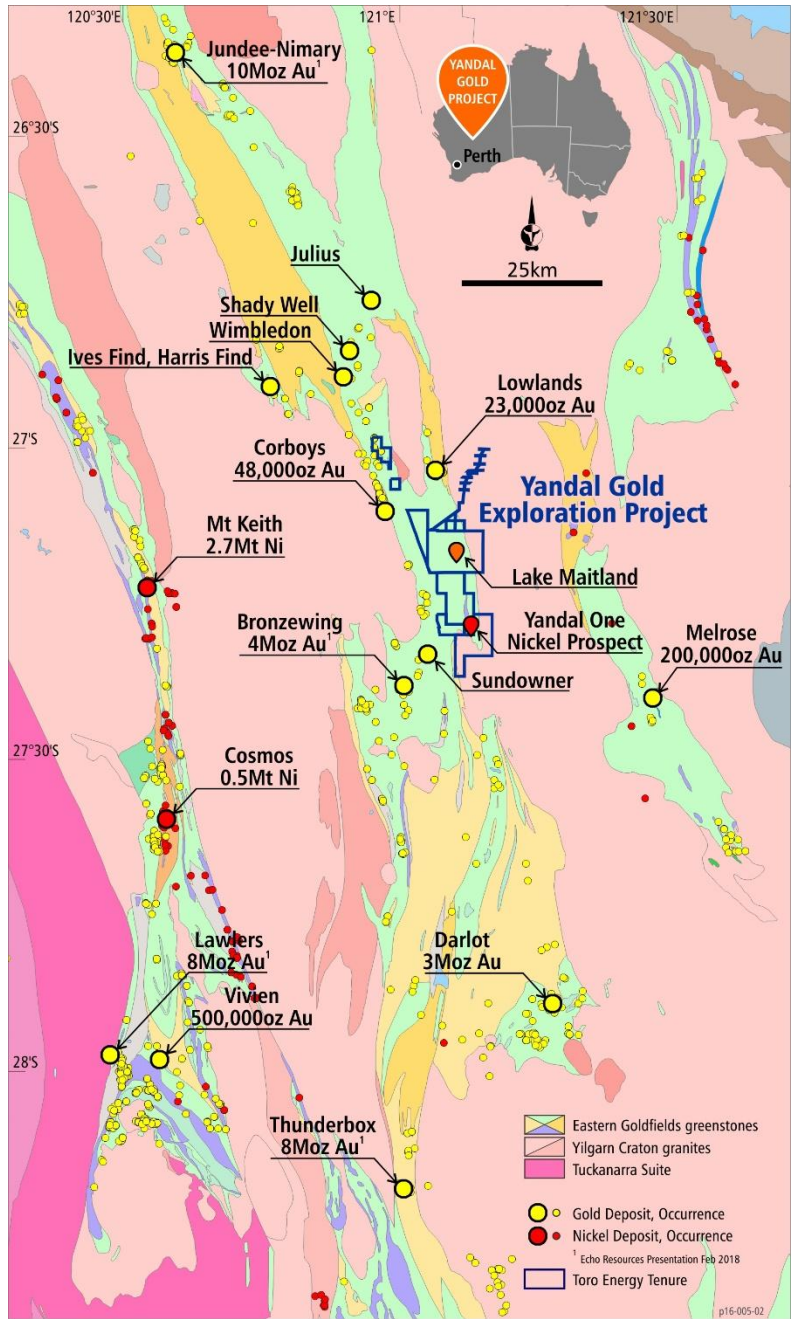 120°30'E
121°E
121°30'E
Jundee-Nimary
10Moz Au¹
YANDAL
GOLD
PROJECT
26°30'S
Perth
25km
Julius
Shady Well
Wimbledon
Ives Find, Harris Find
Lowlands
23,000oz Au
27°S
Corboys
48,000oz Au
Yandal Gold
Exploration Project
Mt Keith
2.7Mt Ni
Lake Maitland
Bronzewing
4Moz Au¹
Yandal One
Nickel Prospect
Melrose
200,000oz Au
Sundowner
27°30'S
Cosmos
0.5Mt Ni
Lawlers
8Moz Au¹
Darlot
3Moz Au
Vivien
500,000oz Au
28°S
Thunderbox
8Moz Au¹
Eastern Goldfields greenstones
Yilgarn Craton granites
Tuckanarra Suite
Gold Deposit, Occurrence
Nickel Deposit, Occurrence
¹ Echo Resources Presentation Feb 2018
Toro Energy Tenure
p16-005-02